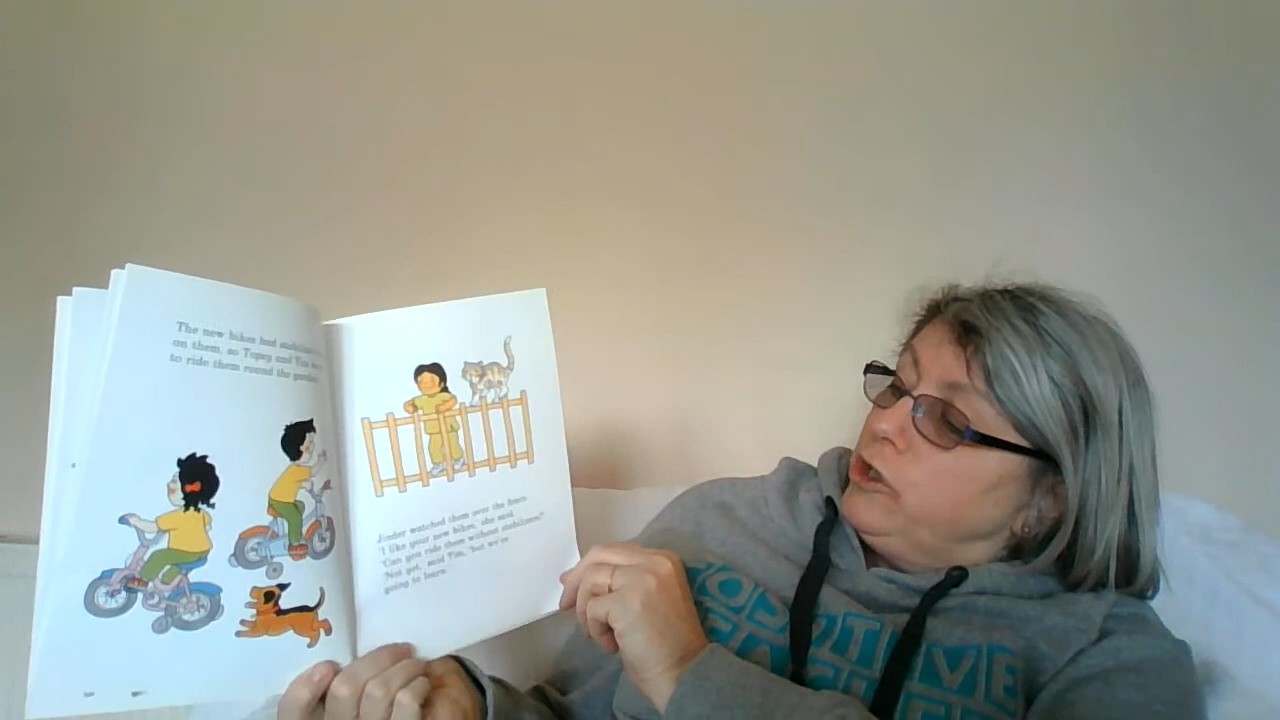 The new bikes had
on them, so Topsy and Tim
to ride them round the garden.
Jinder watched them over the fence.
'I like your new bikes,' she said.
'Can you ride them without stabilisers?'
'Not yet,' said Tim, 'but we're
going to learn.'
POSITIVE